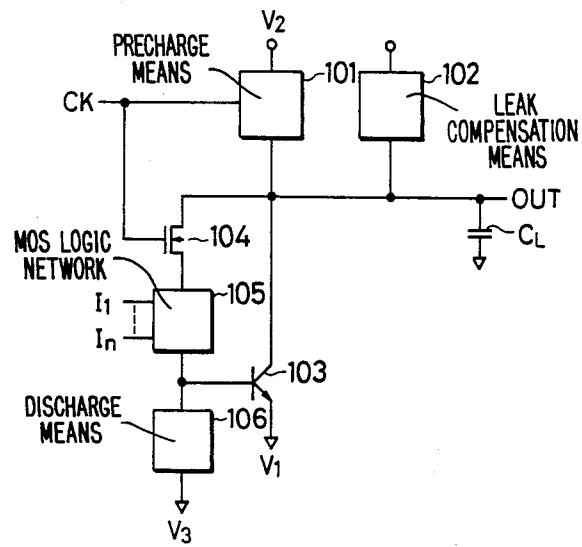 V2
PRECHARGE
MEANS
101
102
CK
LEAK
COMPENSATION
MEANS
OUT
104
CL
MOS LOGIC
NETWORK
105
I1
In
103
DISCHARGE
MEANS
106
V1
V3